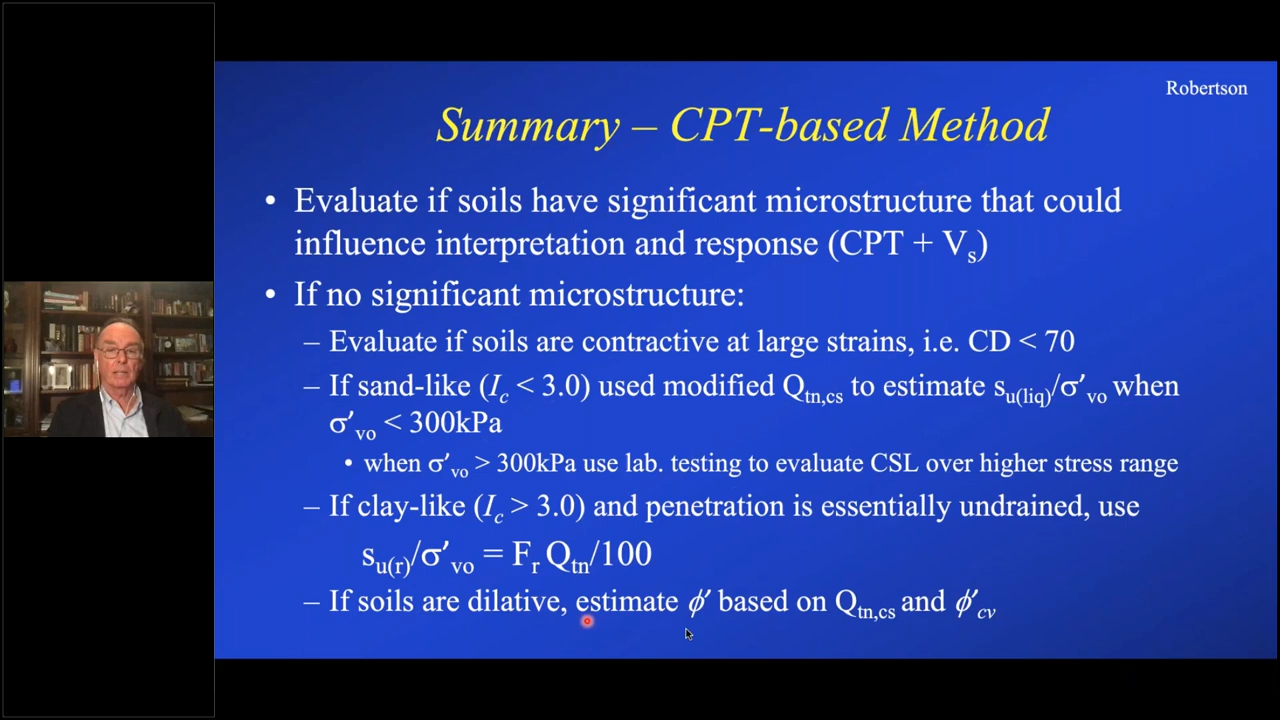 Robertson
Summary – CPT-based Method
• Evaluate if soils have significant microstructure that could
influence interpretation and response (CPT + Vs)
• If no significant microstructure:
– Evaluate if soils are contractive at large strains, i.e. CD < 70
– If sand-like (Ic < 3.0) used modified Qtn,cs to estimate su(liq)/σ′vo when
σ′vo < 300kPa
• when σ′vo > 300kPa use lab. testing to evaluate CSL over higher stress range
– If clay-like (Ic > 3.0) and penetration is essentially undrained, use
su(r)/σ′vo = Fr Qtn/100
– If soils are dilative, estimate ϕ′ based on Qtn,cs and ϕ′cv